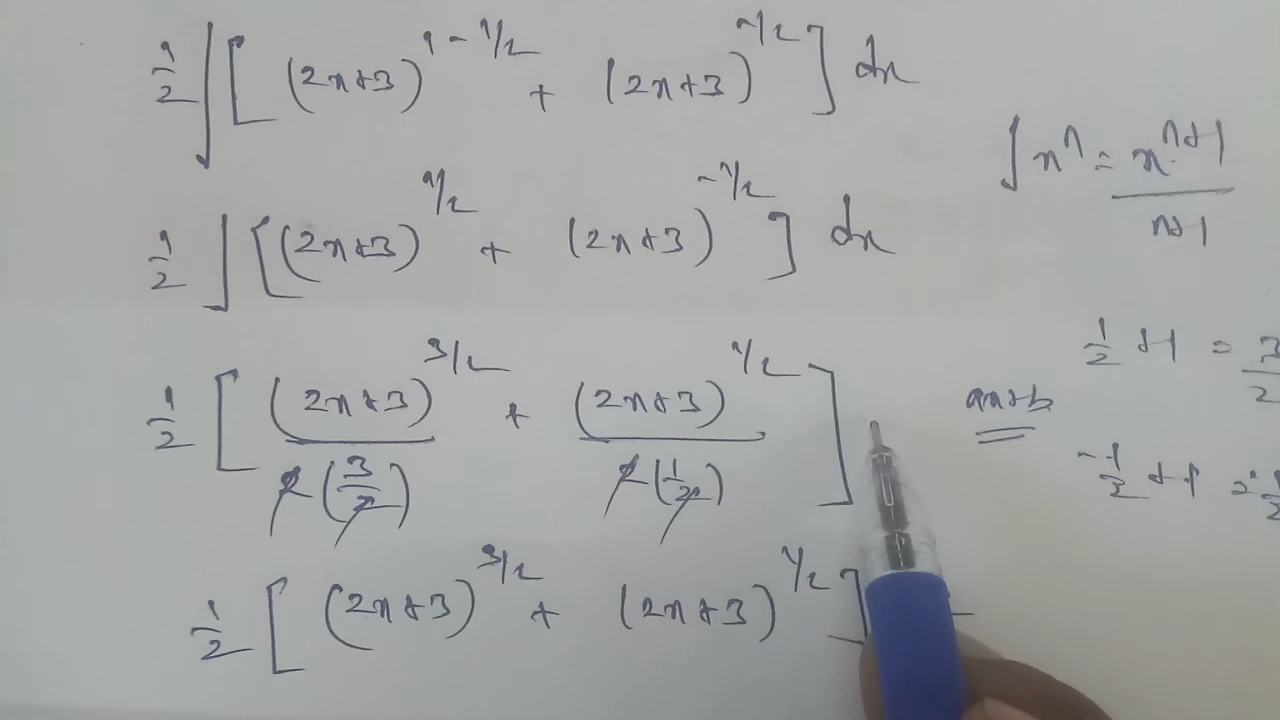 1/2 ∫ [ (2x+3)^{1-1/2} + (2x+3)^{-1/2} ] dx
∫ x^n = x^{n+1} / n+1
1/2 ∫ [ (2x+3)^{1/2} + (2x+3)^{-1/2} ] dx
1/2 + 1 = 3/2
1/2 [ (2x+3)^{3/2} / 2(3/2) + (2x+3)^{1/2} / 2(1/2) ]
ax+b
-1/2 + 1 = 1/2
1/2 [ (2x+3)^{3/2} + (2x+3)^{1/2} ]